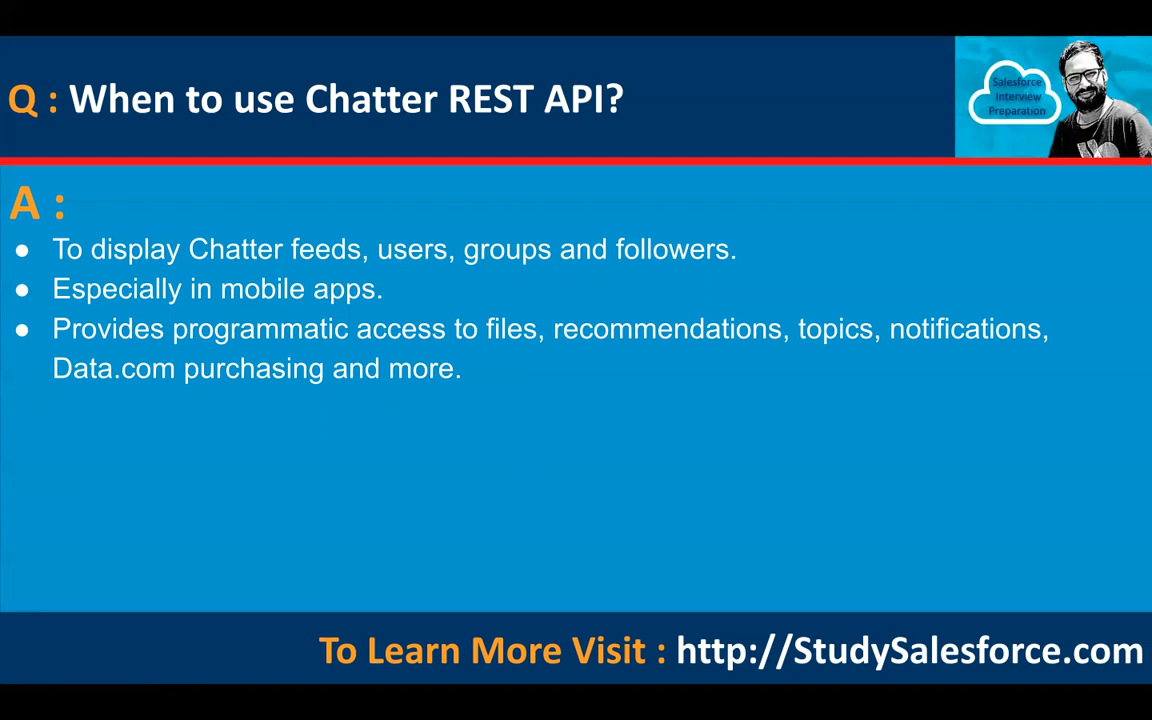 Q : When to use Chatter REST API?
Salesforce
Interview
Preparation
A :
● To display Chatter feeds, users, groups and followers.
● Especially in mobile apps.
● Provides programmatic access to files, recommendations, topics, notifications,
Data.com purchasing and more.
To Learn More Visit : http://StudySalesforce.com